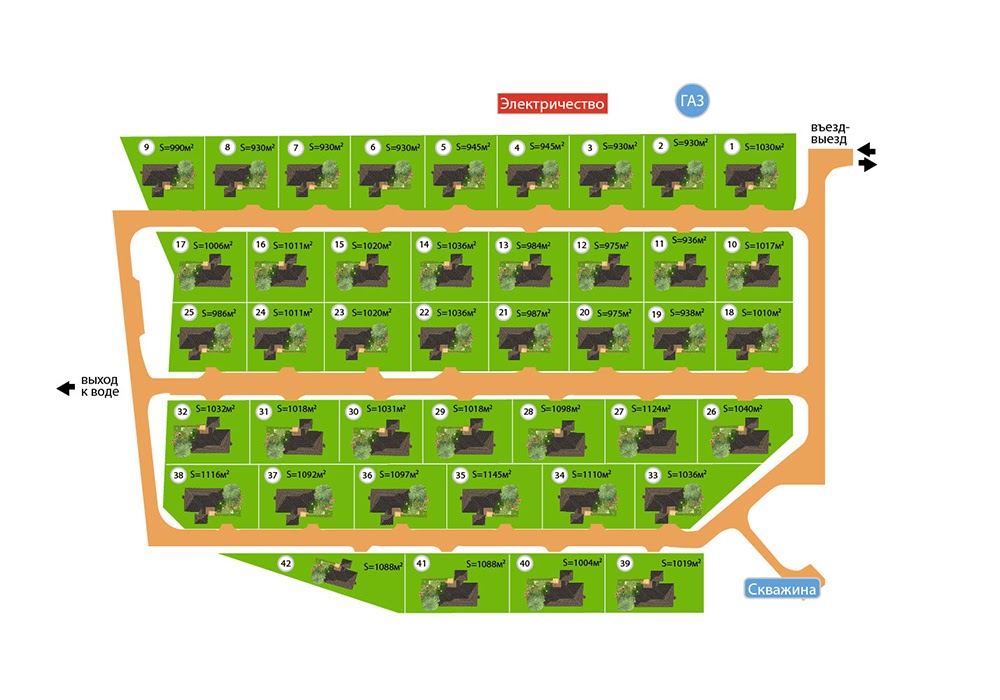 Электричество
ГАЗ
въезд-
выезд
9 S=990м²
8 S=930м²
7 S=930м²
6 S=930м²
5 S=945м²
4 S=945м²
3 S=930м²
2 S=930м²
1 S=1030м²
17 S=1006м²
16 S=1011м²
15 S=1020м²
14 S=1036м²
13 S=984м²
12 S=975м²
11 S=936м²
10 S=1017м²
25 S=986м²
24 S=1011м²
23 S=1020м²
22 S=1036м²
21 S=987м²
20 S=975м²
19 S=938м²
18 S=1010м²
выход
к воде
32 S=1032м²
31 S=1018м²
30 S=1031м²
29 S=1018м²
28 S=1098м²
27 S=1124м²
26 S=1040м²
38 S=1116м²
37 S=1092м²
36 S=1097м²
35 S=1145м²
34 S=1110м²
33 S=1036м²
42 S=1088м²
41 S=1088м²
40 S=1004м²
39 S=1019м²
Скважина